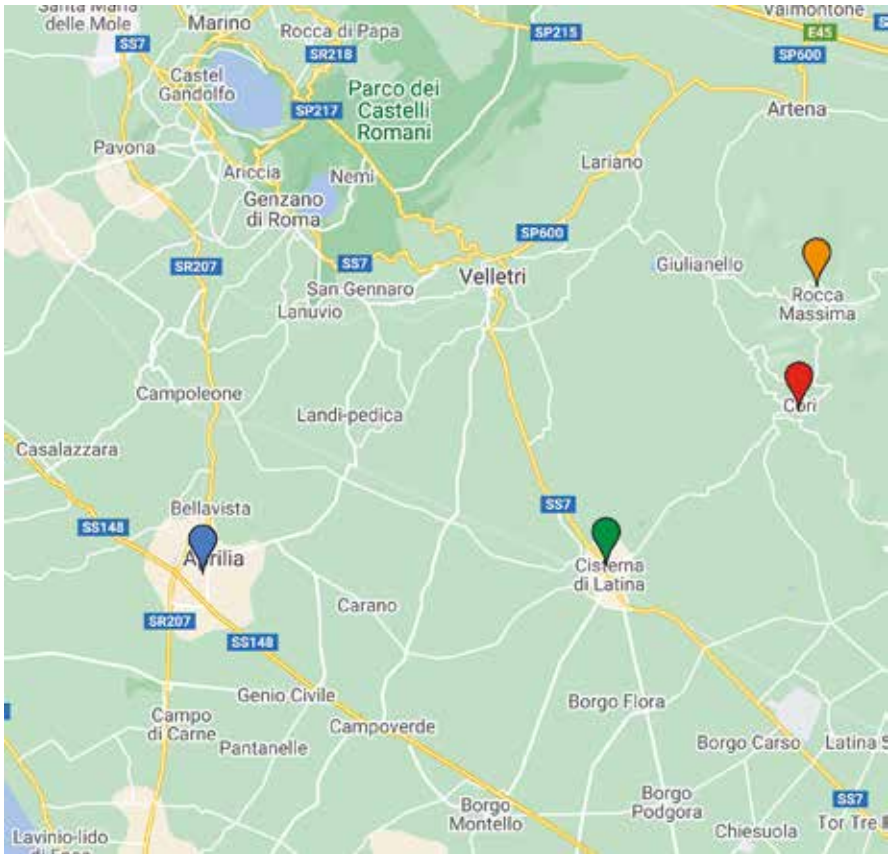 Santa Maria
delle Mole
Marino
Rocca di Papa
Valmontone
SS7
SR218
SP215
E45
SP600
Castel
Gandolfo
SP217
Parco dei
Castelli
Romani
Artena
Pavona
Ariccia
Nemi
Lariano
Genzano
di Roma
SP600
SR207
SS7
Velletri
Giulianello
San Gennaro
Lanuvio
Rocca
Massima
Campoleone
Landi-pedica
Cori
Casalazzara
Bellavista
SS7
SS148
Aprilia
Cisterna
di Latina
Carano
SR207
SS148
Genio Civile
Borgo Flora
Campo
di Carne
Campoverde
Pantanelle
Borgo Carso
Latina S
Borgo
Montello
Borgo
Podgora
SS7
Tor Tre
Chiesuola
Lavinio-lido